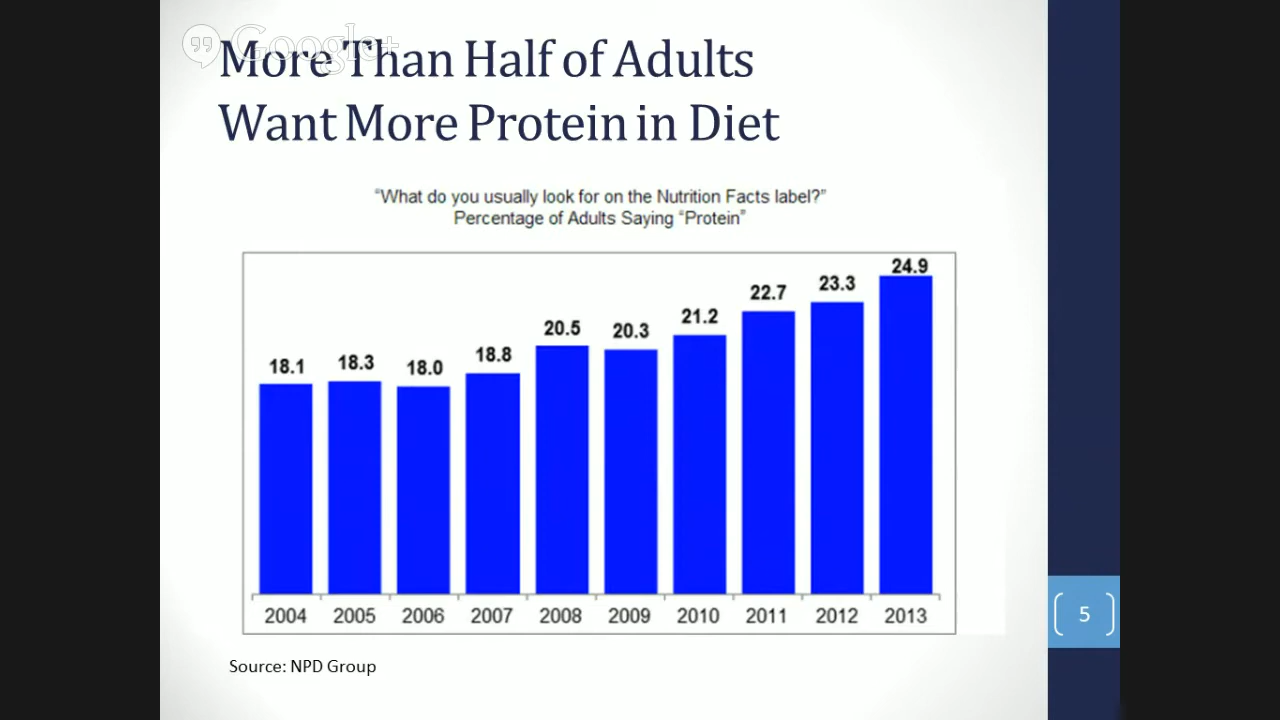 Google+
More Than Half of Adults
Want More Protein in Diet
"What do you usually look for on the Nutrition Facts label?"
Percentage of Adults Saying "Protein"
18.1 18.3 18.0 18.8 20.5 20.3 21.2 22.7 23.3 24.9
2004 2005 2006 2007 2008 2009 2010 2011 2012 2013
5
Source: NPD Group